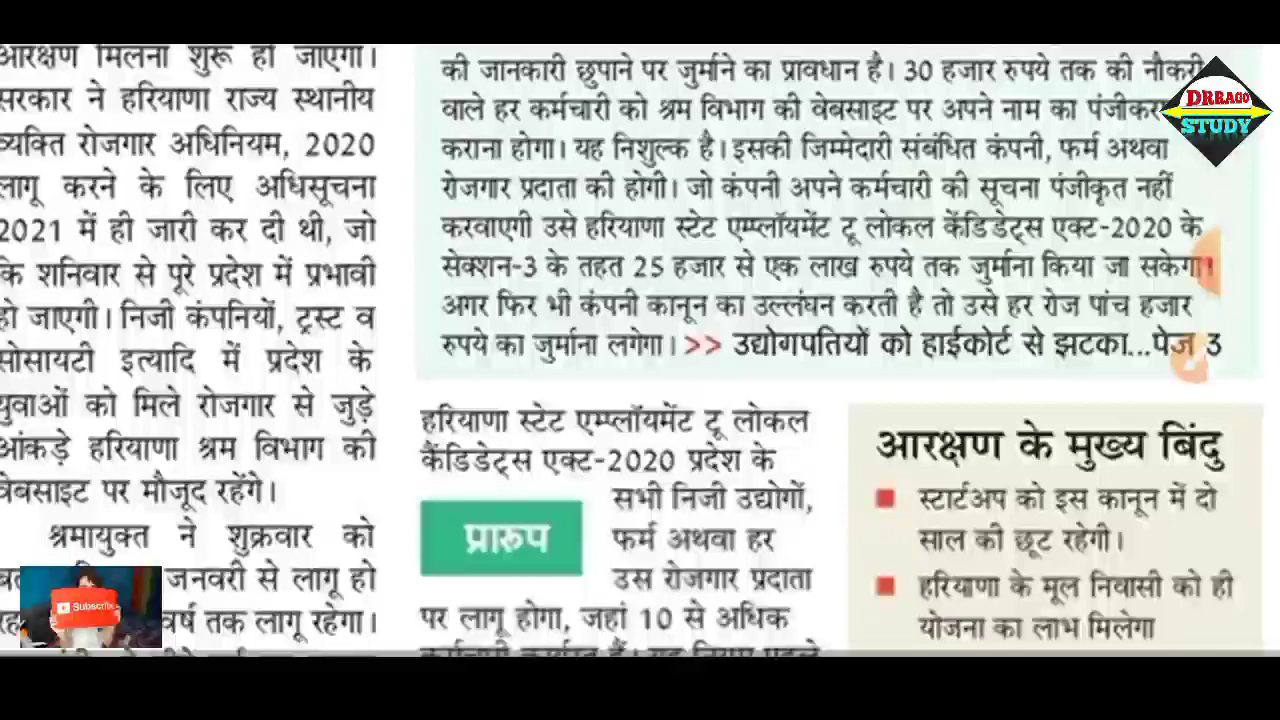 आरक्षण मिलना शुरू हो जाएगा।
सरकार ने हरियाणा राज्य स्थानीय
व्यक्ति रोजगार अधिनियम, 2020
लागू करने के लिए अधिसूचना
2021 में ही जारी कर दी थी, जो
कि शनिवार से पूरे प्रदेश में प्रभावी
हो जाएगी। निजी कंपनियों, ट्रस्ट व
सोसायटी इत्यादि में प्रदेश के
युवाओं को मिले रोजगार से जुड़े
आंकड़े हरियाणा श्रम विभाग की
वेबसाइट पर मौजूद रहेंगे।
श्रमायुक्त ने शुक्रवार को
जनवरी से लागू हो
वर्ष तक लागू रहेगा।
की जानकारी छुपाने पर जुर्माने का प्रावधान है। 30 हजार रुपये तक की नौकरी
वाले हर कर्मचारी को श्रम विभाग की वेबसाइट पर अपने नाम का पंजीकर
कराना होगा। यह निशुल्क है। इसकी जिम्मेदारी संबंधित कंपनी, फर्म अथवा
रोजगार प्रदाता की होगी। जो कंपनी अपने कर्मचारी की सूचना पंजीकृत नहीं
करवाएगी उसे हरियाणा स्टेट एम्प्लॉयमेंट टू लोकल केंडिडेट्स एक्ट-2020 के
सेक्शन-3 के तहत 25 हजार से एक लाख रुपये तक जुर्माना किया जा सकेगा।
अगर फिर भी कंपनी कानून का उल्लंघन करती है तो उसे हर रोज पांच हजार
रुपये का जुर्माना लगेगा। >> उद्योगपतियों को हाईकोर्ट से झटका...पेज 3
हरियाणा स्टेट एम्प्लॉयमेंट टू लोकल
कैंडिडेट्स एक्ट-2020 प्रदेश के
सभी निजी उद्योगों,
प्रारूप
फर्म अथवा हर
उस रोजगार प्रदाता
पर लागू होगा, जहां 10 से अधिक
आरक्षण के मुख्य बिंदु
स्टार्टअप को इस कानून में दो
साल की छूट रहेगी।
हरियाणा के मूल निवासी को ही
योजना का लाभ मिलेगा
DRRAGO
STUDY
Subscribe